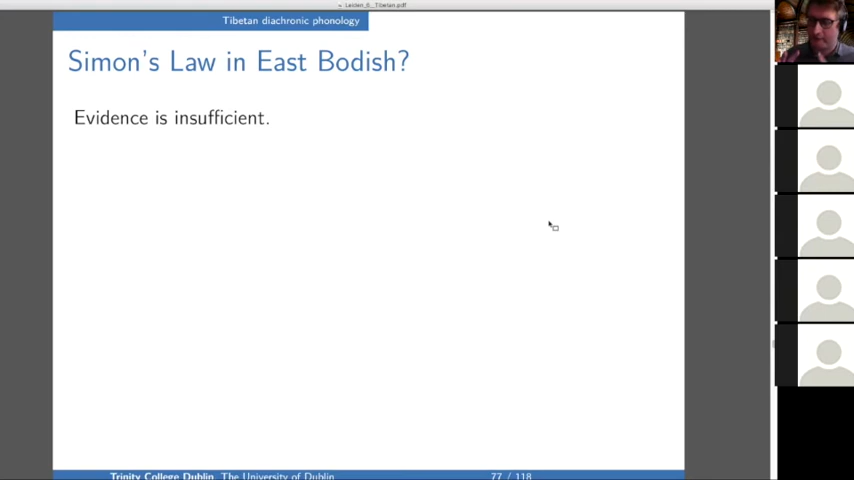 Leiden_6_Tibetan.pdf
Tibetan diachronic phonology
Simon's Law in East Bodish?
Evidence is insufficient.
Trinity College Dublin, The University of Dublin
77 / 118